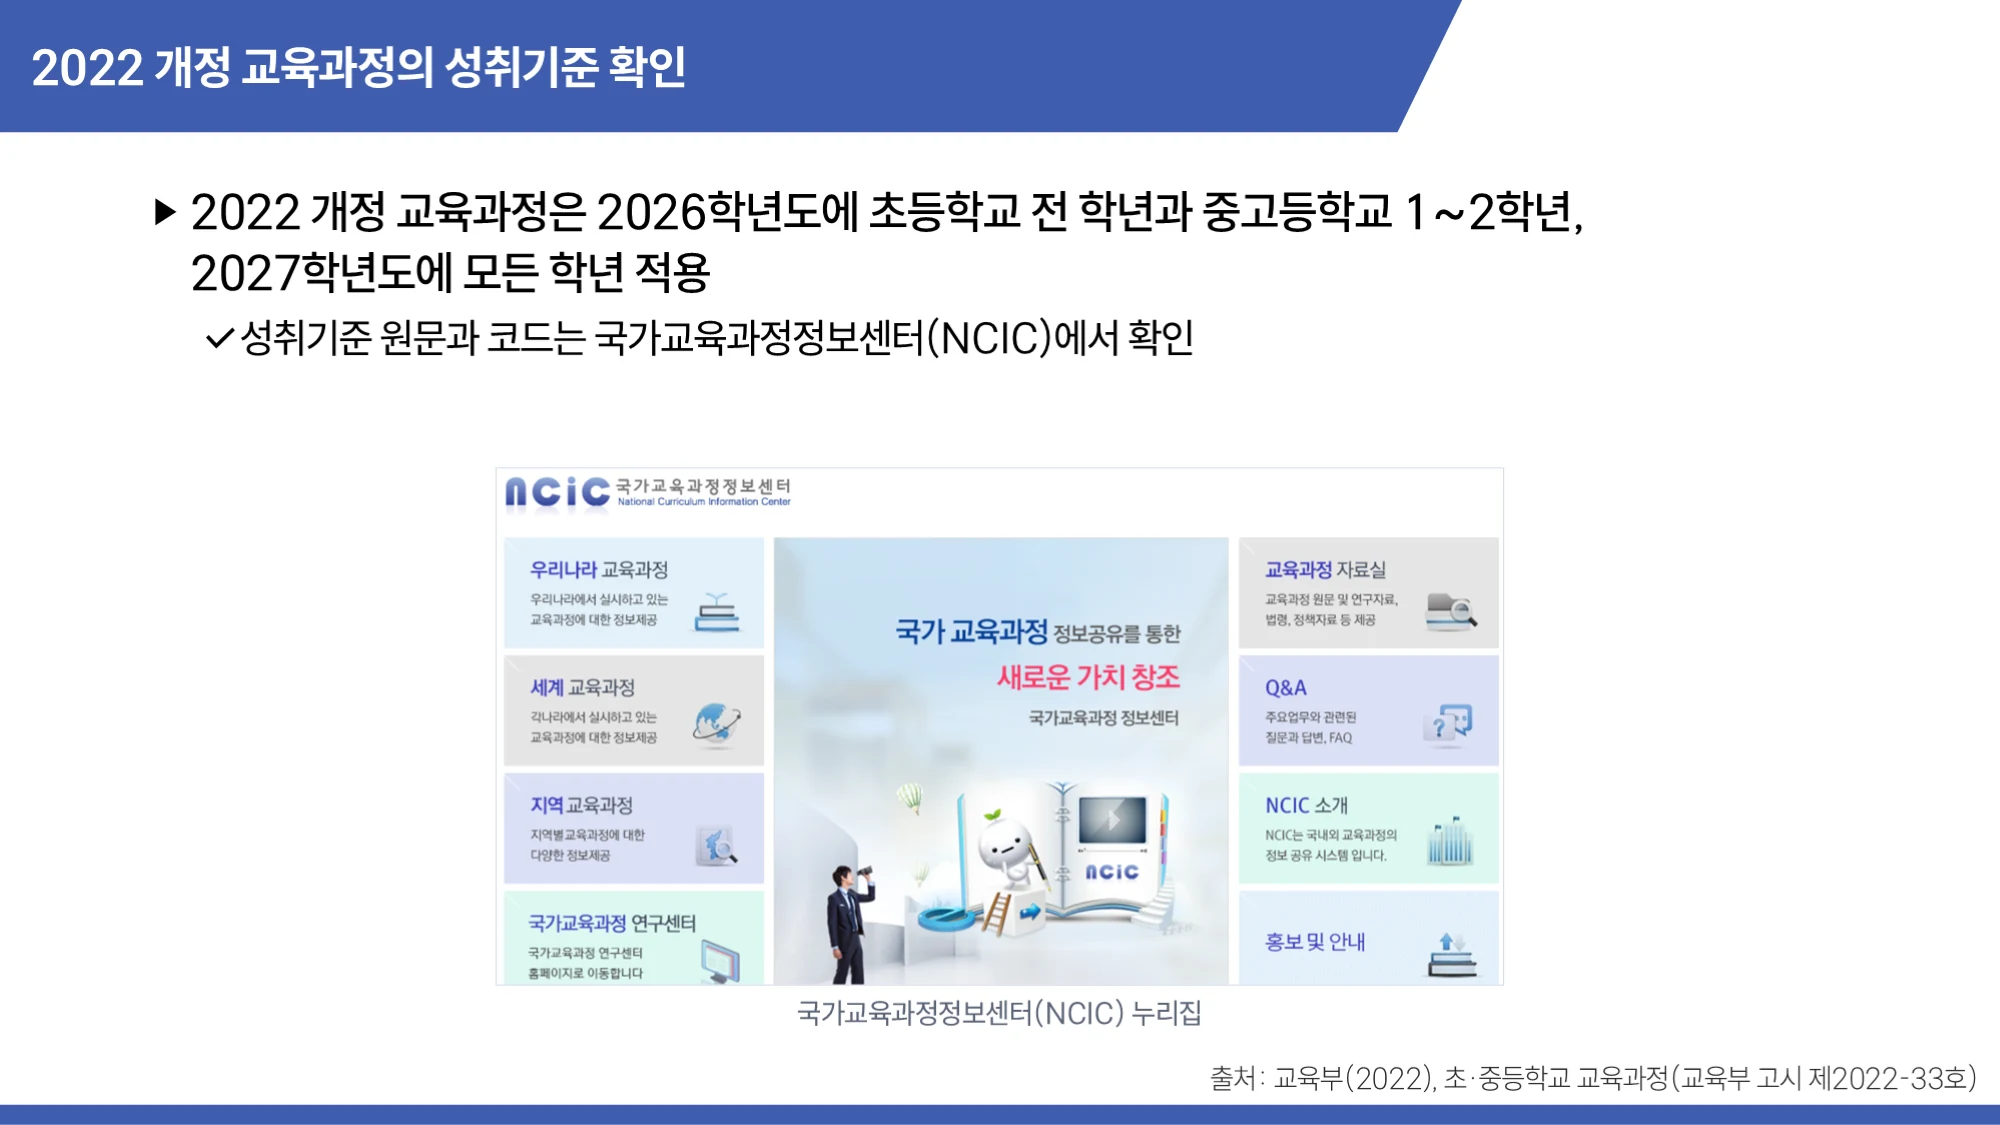 2022 개정 교육과정의 성취기준 확인
▶ 2022 개정 교육과정은 2026학년도에 초등학교 전 학년과 중고등학교 1~2학년,
2027학년도에 모든 학년 적용
✓성취기준 원문과 코드는 국가교육과정정보센터(NCIC)에서 확인
ncic 국가교육과정정보센터
National Curriculum Information Center
우리나라 교육과정
우리나라에서 실시하고 있는
교육과정에 대한 정보제공
세계 교육과정
각나라에서 실시하고 있는
교육과정에 대한 정보제공
지역 교육과정
지역별교육과정에 대한
다양한 정보제공
국가교육과정 연구센터
국가교육과정 연구센터
홈페이지로 이동합니다
국가 교육과정 정보공유를 통한
새로운 가치 창조
국가교육과정 정보센터
ncic
교육과정 자료실
교육과정 원문 및 연구자료,
법령, 정책자료 등 제공
Q&A
주요업무와 관련된
질문과 답변, FAQ
NCIC 소개
NCIC는 국내외 교육과정의
정보 공유 시스템 입니다.
홍보 및 안내
국가교육과정정보센터(NCIC) 누리집
출처: 교육부(2022), 초·중등학교 교육과정(교육부 고시 제2022-33호)